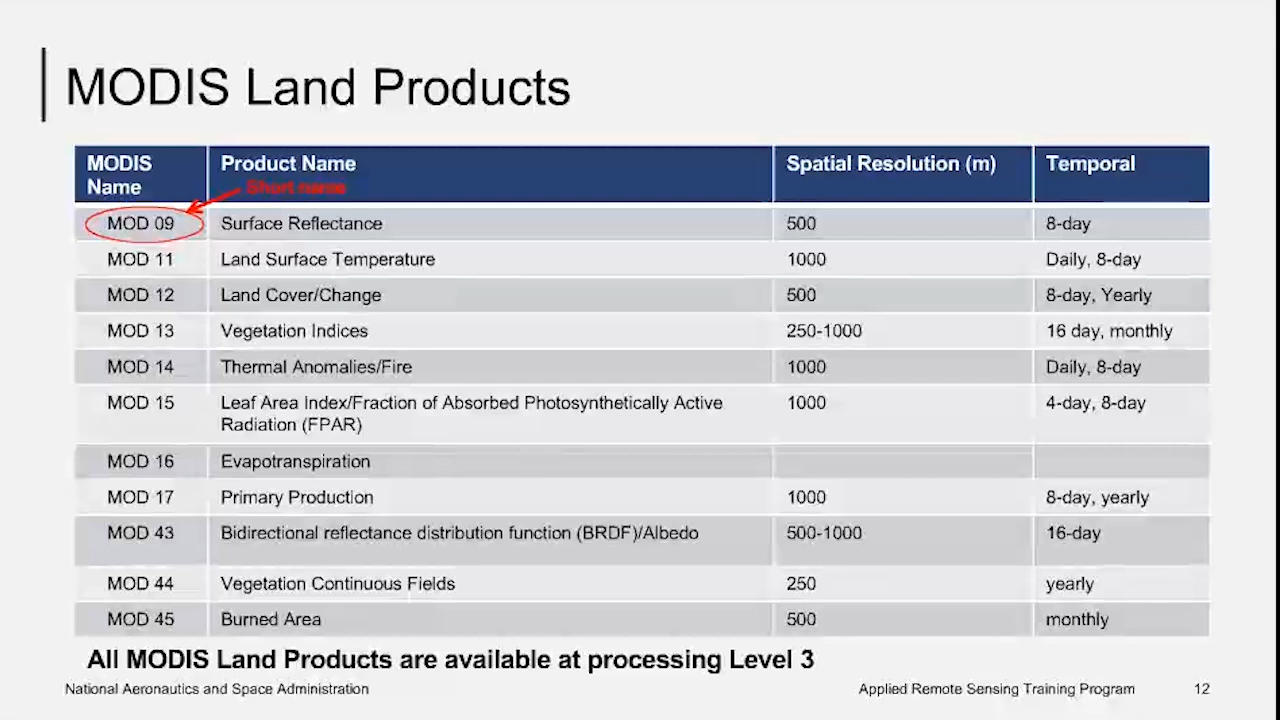 MODIS Land Products
MODIS Name Product Name Spatial Resolution (m) Temporal
Short name
MOD 09 Surface Reflectance 500 8-day
MOD 11 Land Surface Temperature 1000 Daily, 8-day
MOD 12 Land Cover/Change 500 8-day, Yearly
MOD 13 Vegetation Indices 250-1000 16 day, monthly
MOD 14 Thermal Anomalies/Fire 1000 Daily, 8-day
MOD 15 Leaf Area Index/Fraction of Absorbed Photosynthetically Active 1000 4-day, 8-day
Radiation (FPAR)
MOD 16 Evapotranspiration
MOD 17 Primary Production 1000 8-day, yearly
MOD 43 Bidirectional reflectance distribution function (BRDF)/Albedo 500-1000 16-day
MOD 44 Vegetation Continuous Fields 250 yearly
MOD 45 Burned Area 500 monthly
All MODIS Land Products are available at processing Level 3
National Aeronautics and Space Administration Applied Remote Sensing Training Program 12